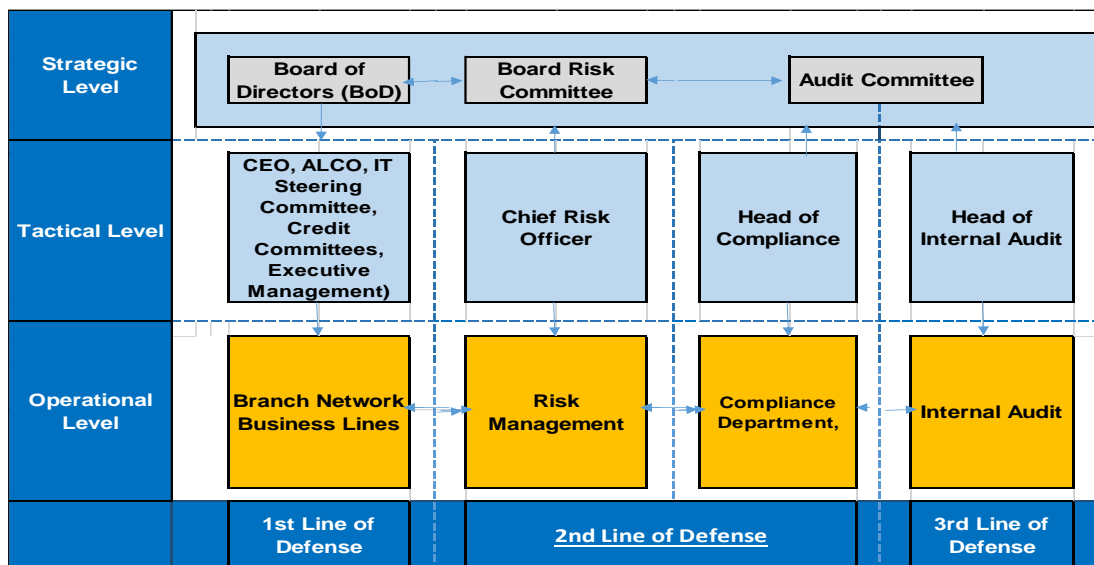 Strategic
Level
Board of
Directors (BoD)
Board Risk
Committee
Audit Committee
Tactical Level
CEO, ALCO, IT
Steering
Committee,
Credit
Committees,
Executive
Management)
Chief Risk
Officer
Head of
Compliance
Head of
Internal Audit
Operational
Level
Branch Network
Business Lines
Risk
Management
Compliance
Department,
Internal Audit
1st Line of
Defense
2nd Line of Defense
3rd Line of
Defense